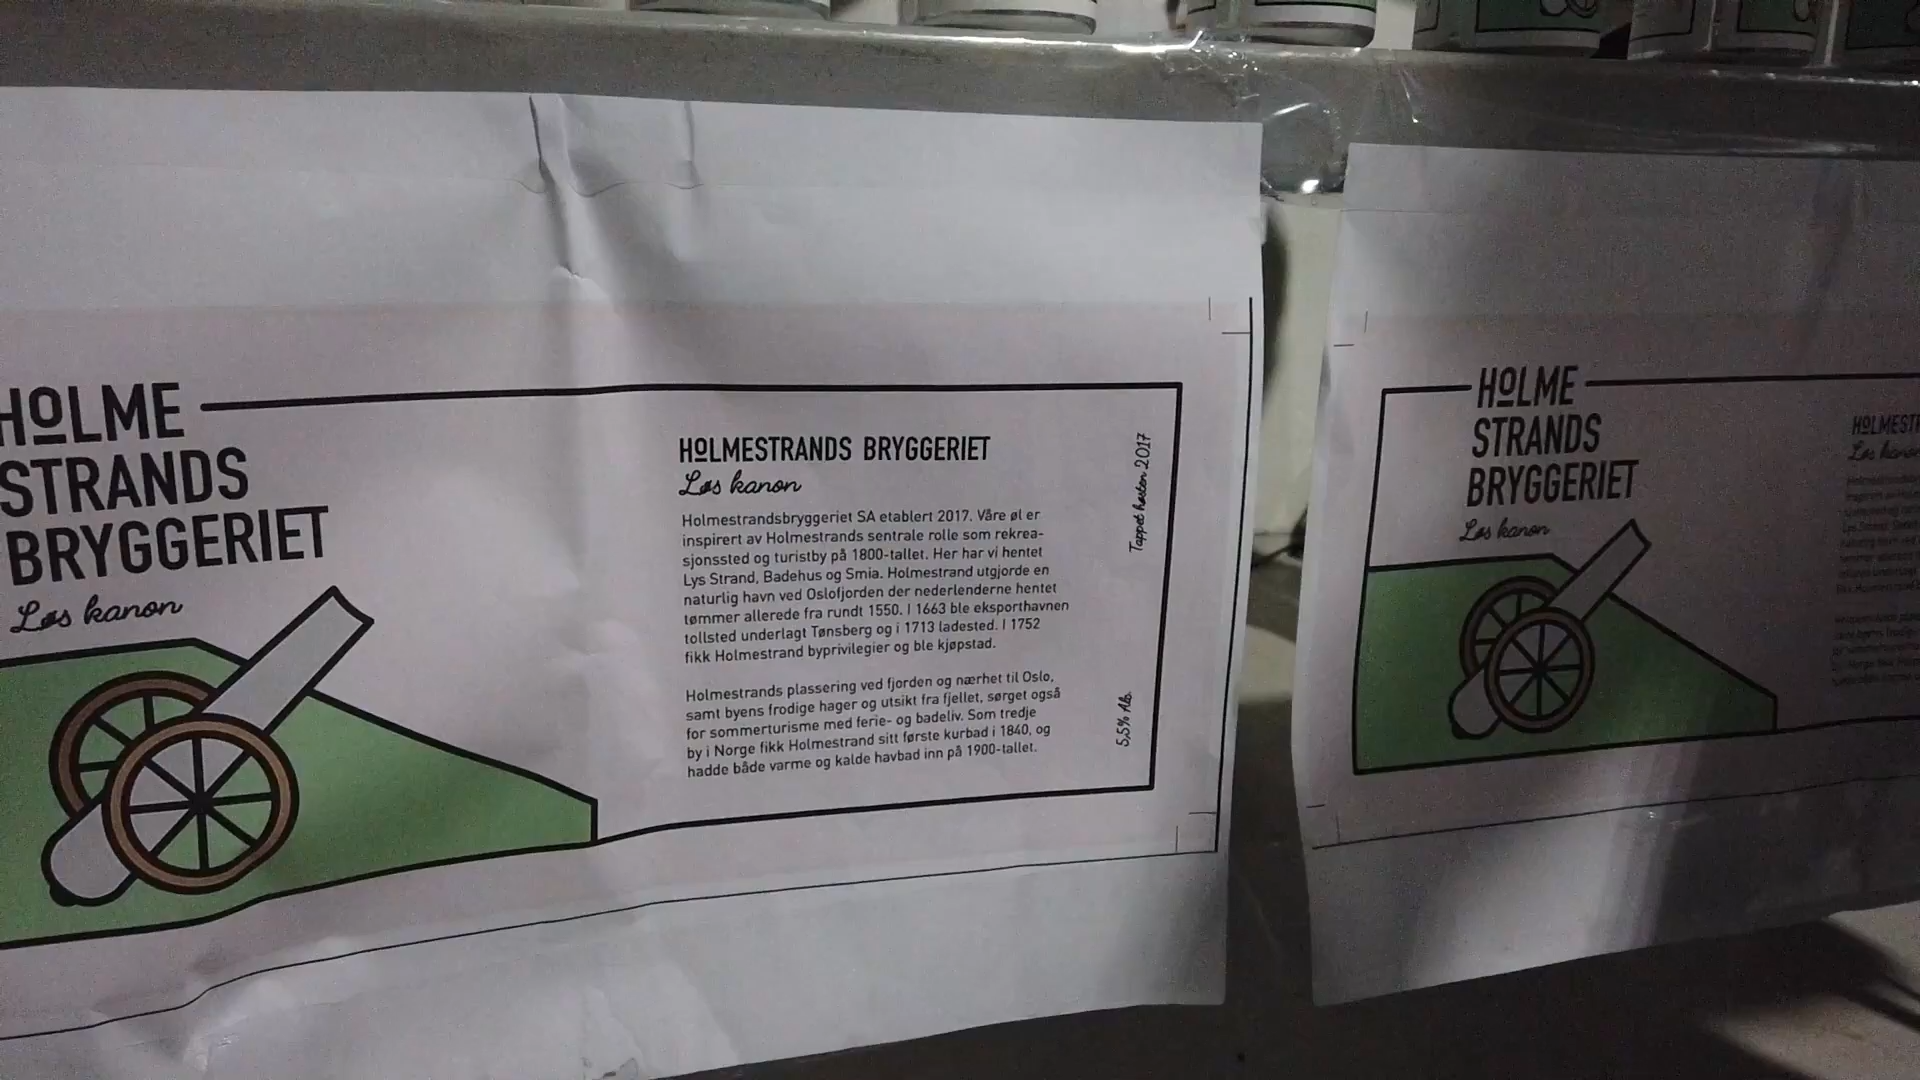 HOLME
STRANDS
BRYGGERIET
Løs kanon
HOLMESTRANDS BRYGGERIET
Løs kanon
Holmestrandsbryggeriet SA etablert 2017. Våre øl er
inspirert av Holmestrands sentrale rolle som rekrea-
sjonssted og turistby på 1800-tallet. Her har vi hentet
Lys Strand, Badehus og Smia. Holmestrand utgjorde en
naturlig havn ved Oslofjorden der nederlenderne hentet
tømmer allerede fra rundt 1550. I 1663 ble eksporthavnen
tollsted underlagt Tønsberg og i 1713 ladested. I 1752
fikk Holmestrand byprivilegier og ble kjøpstad.
Holmestrands plassering ved fjorden og nærhet til Oslo,
samt byens frodige hager og utsikt fra fjellet, sørget også
for sommerturisme med ferie- og badeliv. Som tredje
by i Norge fikk Holmestrand sitt første kurbad i 1840, og
hadde både varme og kalde havbad inn på 1900-tallet.
Tappet høsten 2017
5,5% Alb.
HOLME
STRANDS
BRYGGERIET
Løs kanon